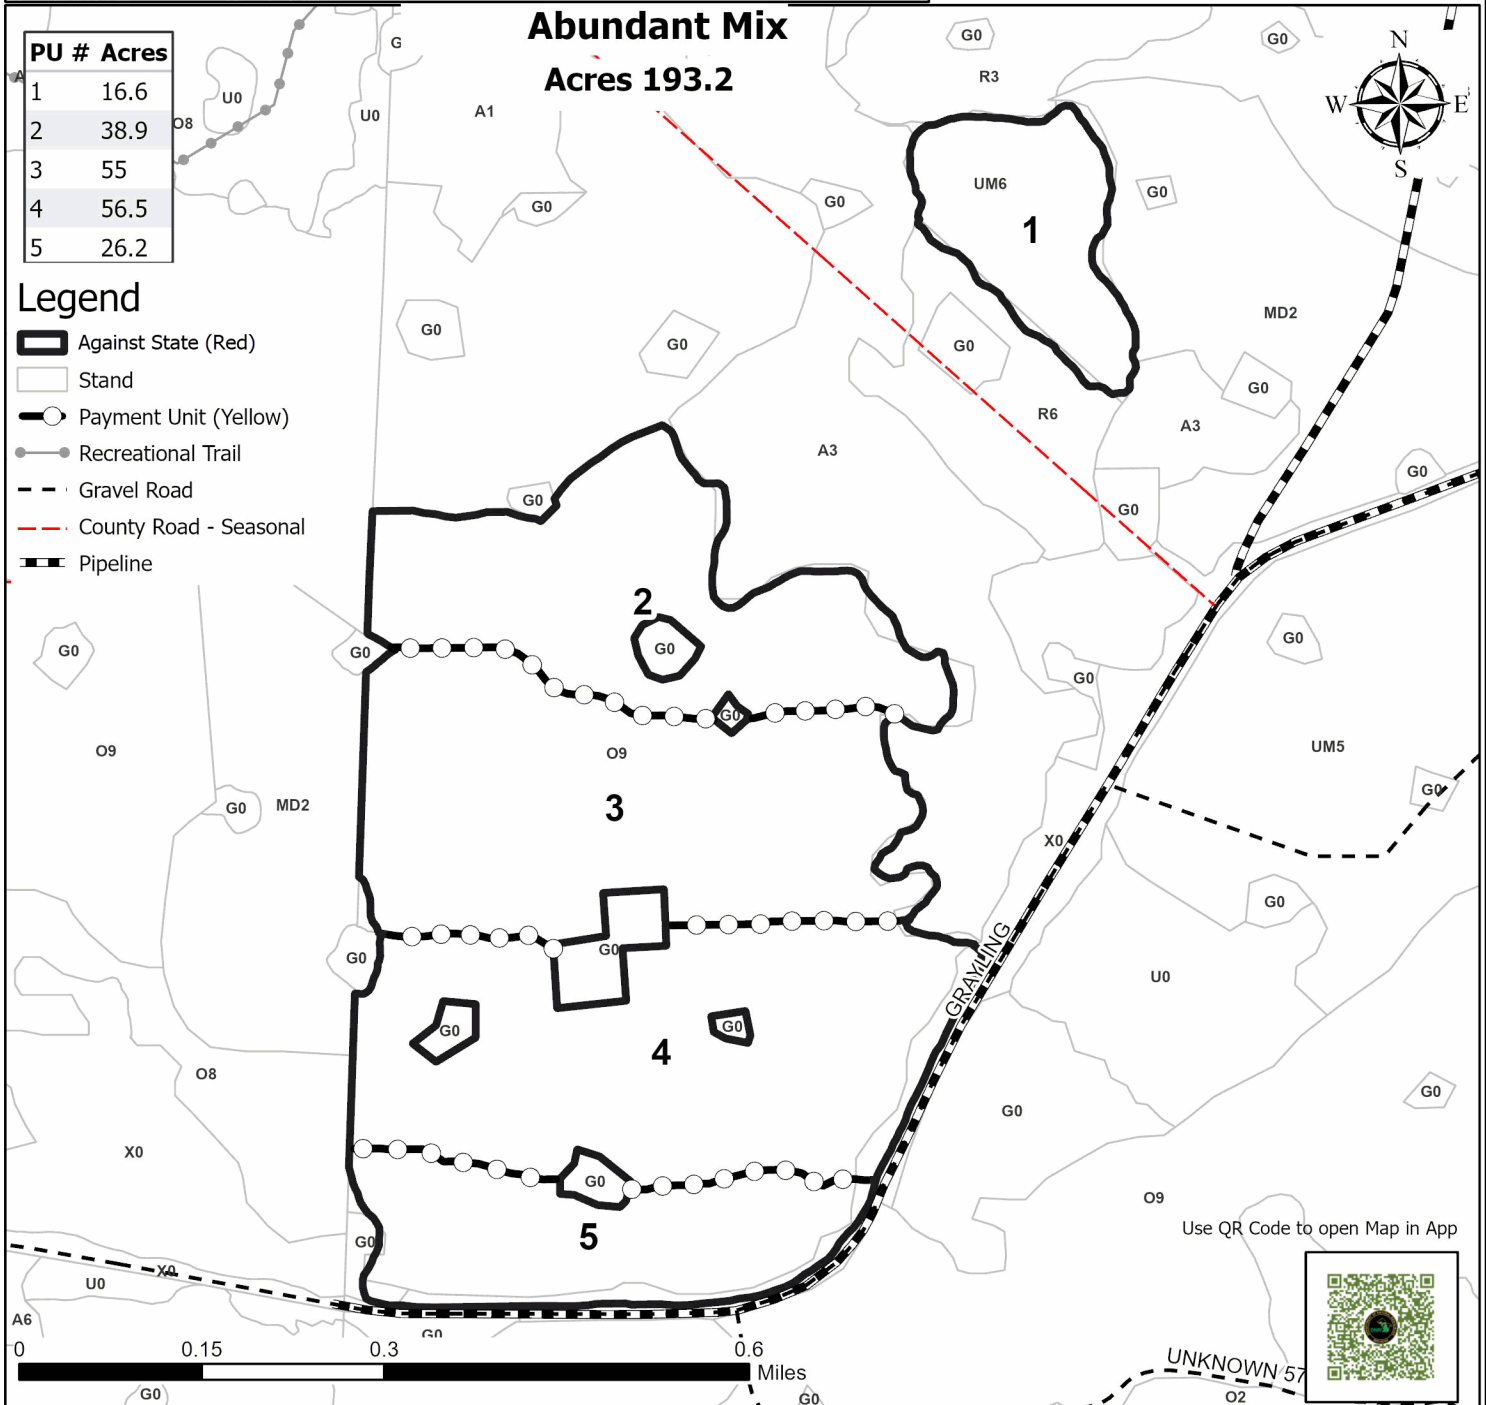 Abundant Mix
Acres 193.2
PU # Acres
1 16.6
2 38.9
3 55
4 56.5
5 26.2
Legend
Against State (Red)
Stand
Payment Unit (Yellow)
Recreational Trail
Gravel Road
County Road - Seasonal
Pipeline
N
W E
S
G0
G0
R3
U0
O8
U0
A1
G0
G0
UM6
G0
1
G0
G0
MD2
G0
G0
R6
A3
A3
G0
G0
G0
G0
2
G0
G0
G0
G0
G0
G0
O9
O9
UM5
G0
G0
MD2
3
X0
G0
G0
G0
GRAYLING
U0
G0
G0
4
O8
G0
G0
X0
G0
O9
5
G0
Use QR Code to open Map in App
X0
U0
A6
G0
0 0.15 0.3 0.6
Miles
UNKNOWN 57
G0
G0
O2